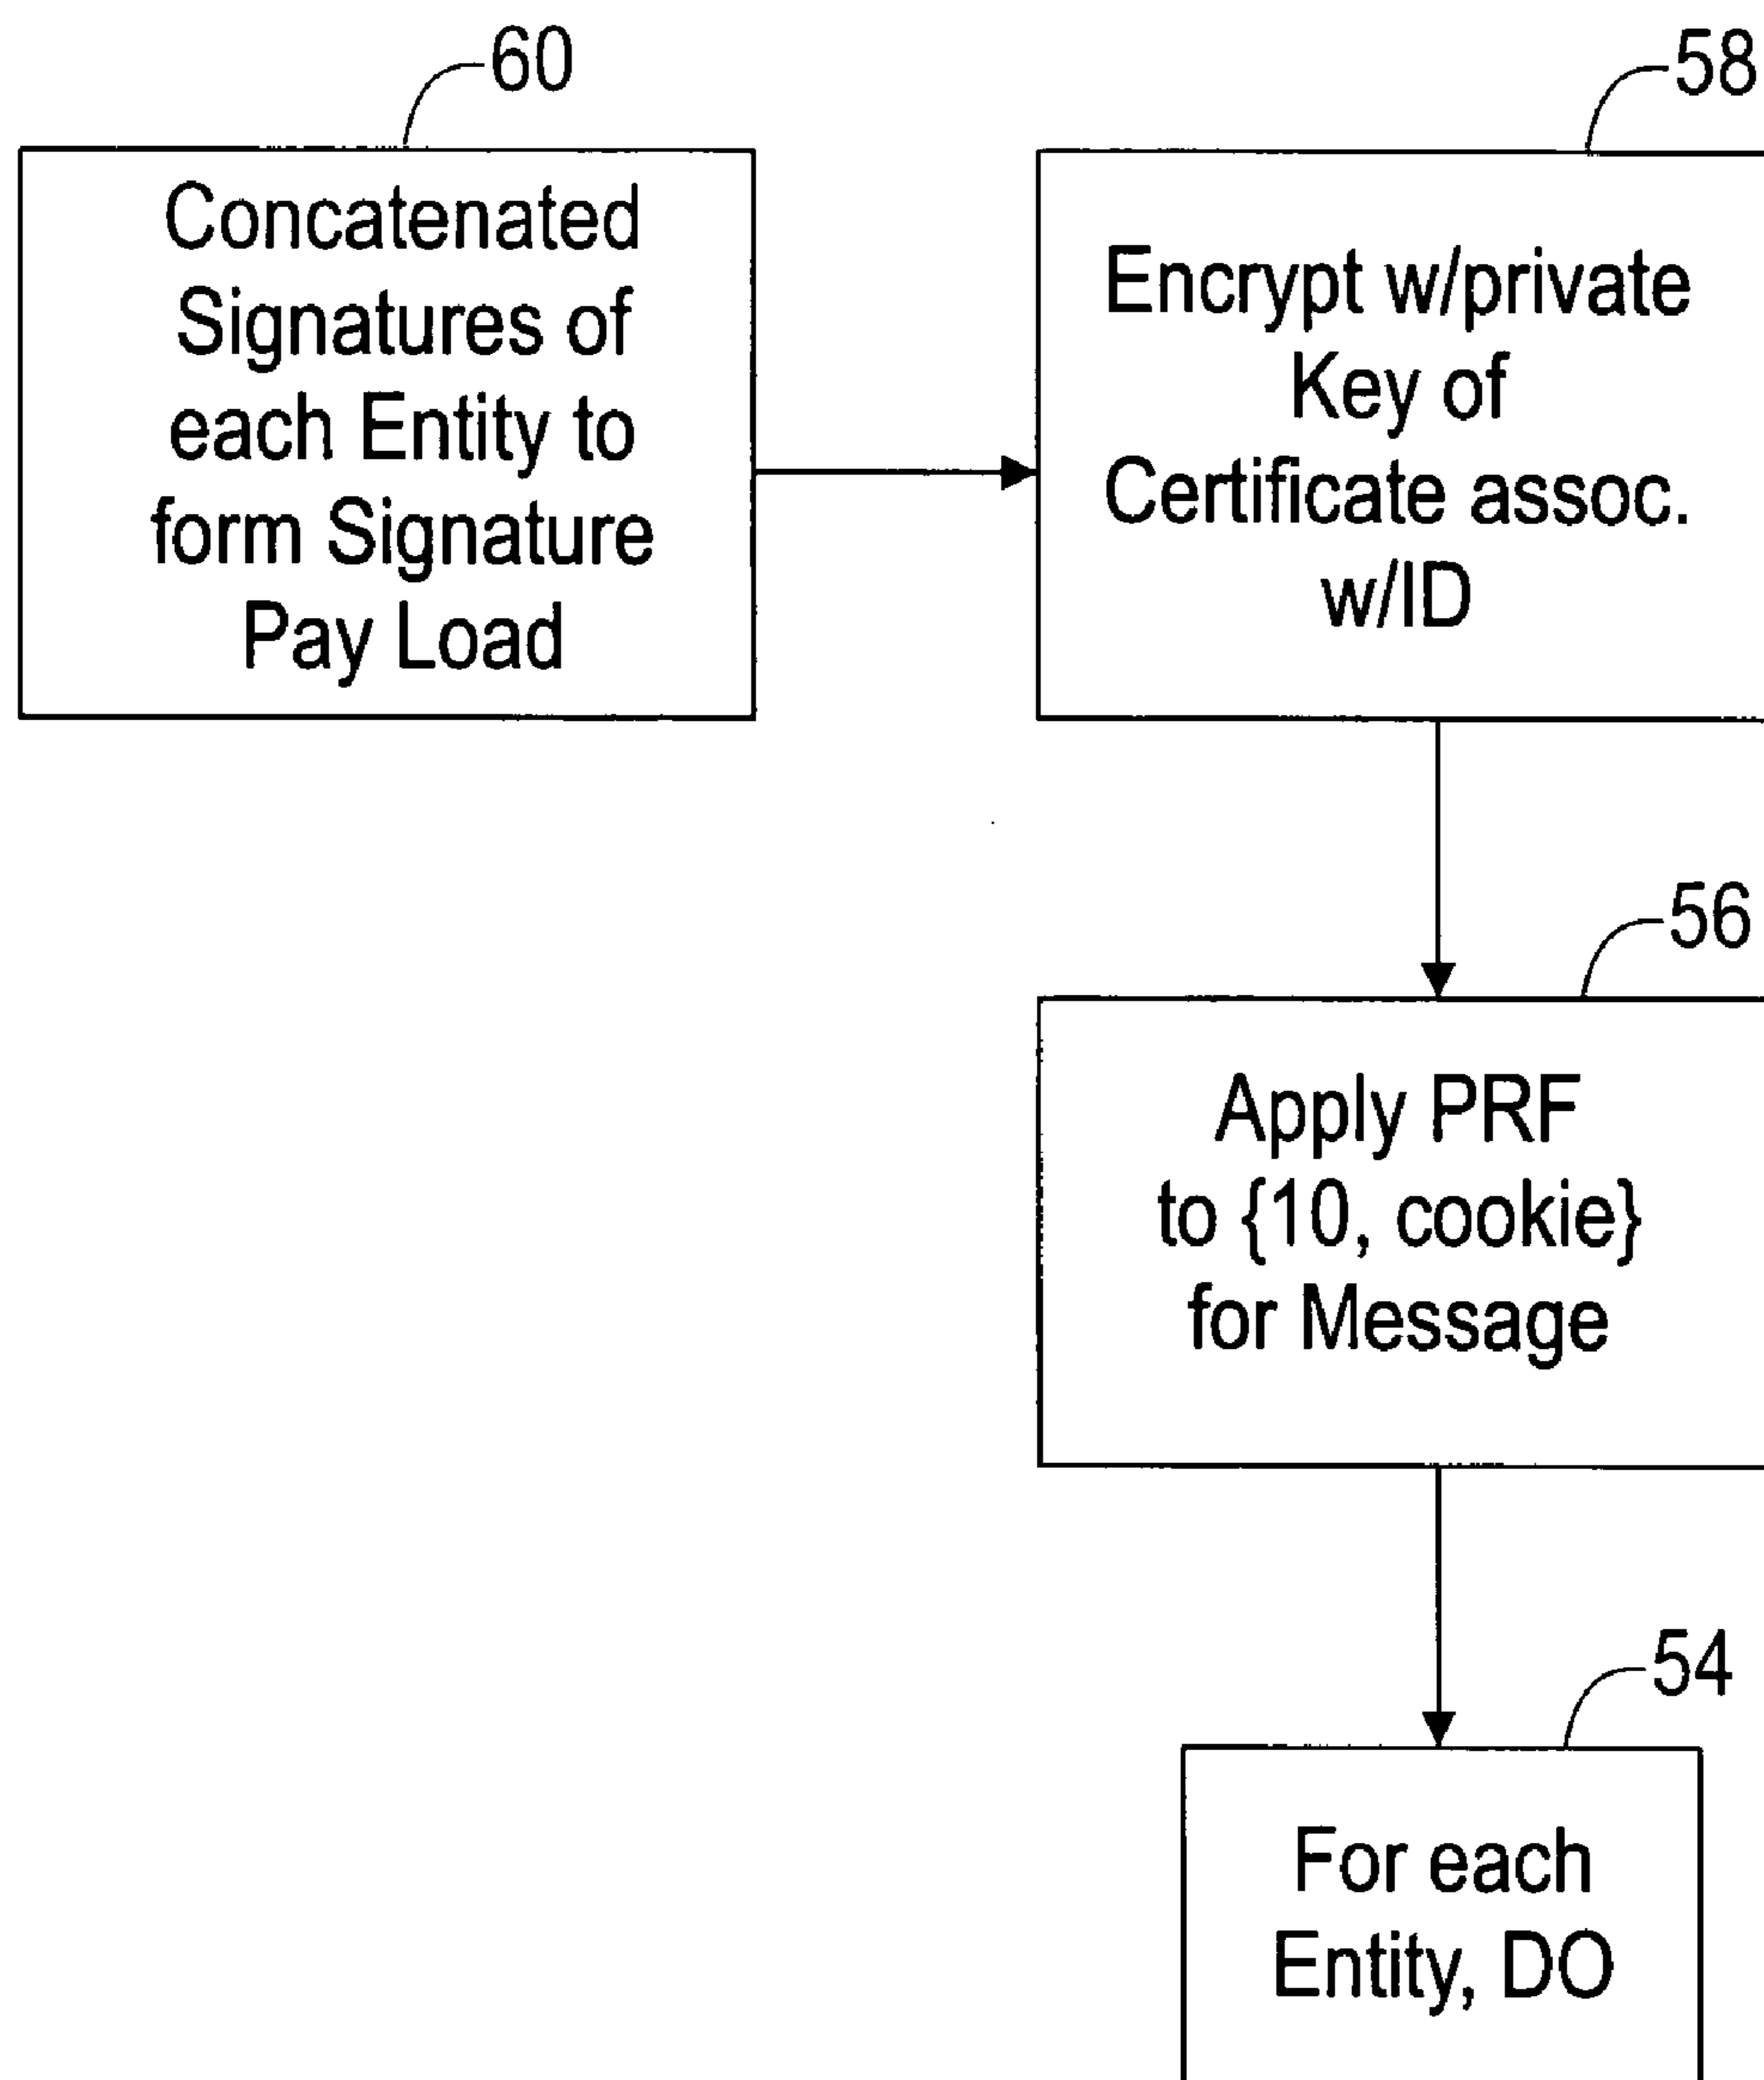 60
Concatenated
Signatures of
each Entity to
form Signature
Pay Load
58
Encrypt w/private
Key of
Certificate assoc.
w/ID
56
Apply PRF
to {10, cookie}
for Message
54
For each
Entity, DO